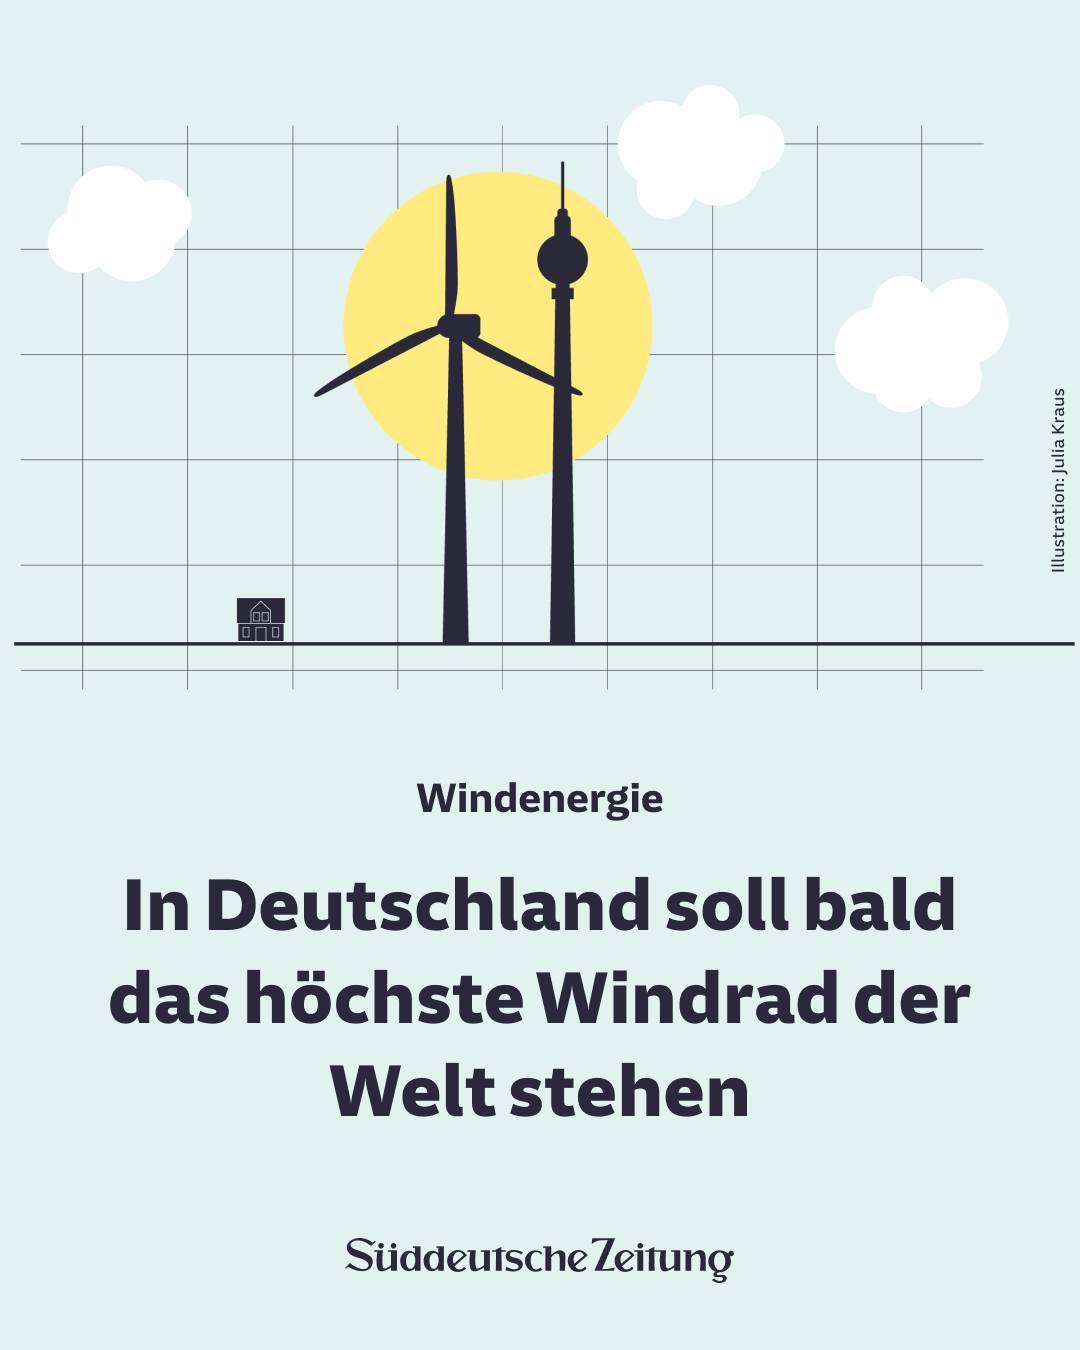 Illustration: Julia Kraus
Windenergie
In Deutschland soll bald
das höchste Windrad der
Welt stehen
Süddeutsche Zeitung